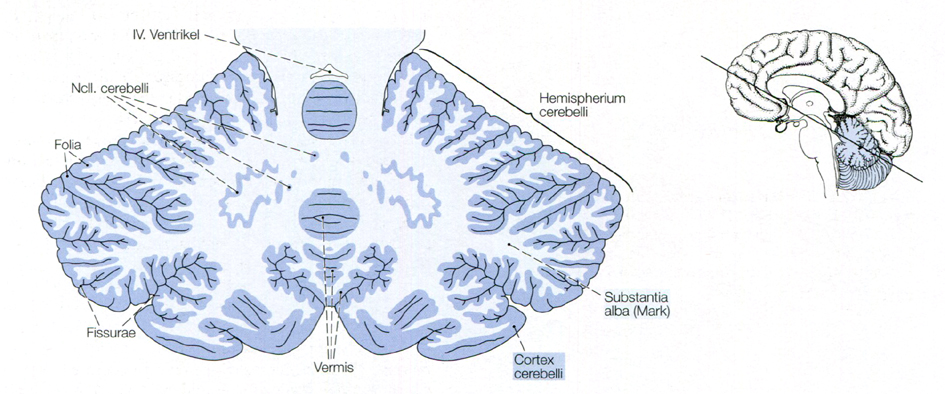 IV. Ventrikel
Ncll. cerebelli
Hemispherium
cerebelli
Folia
Substantia
alba (Mark)
Fissurae
Vermis
Cortex
cerebelli